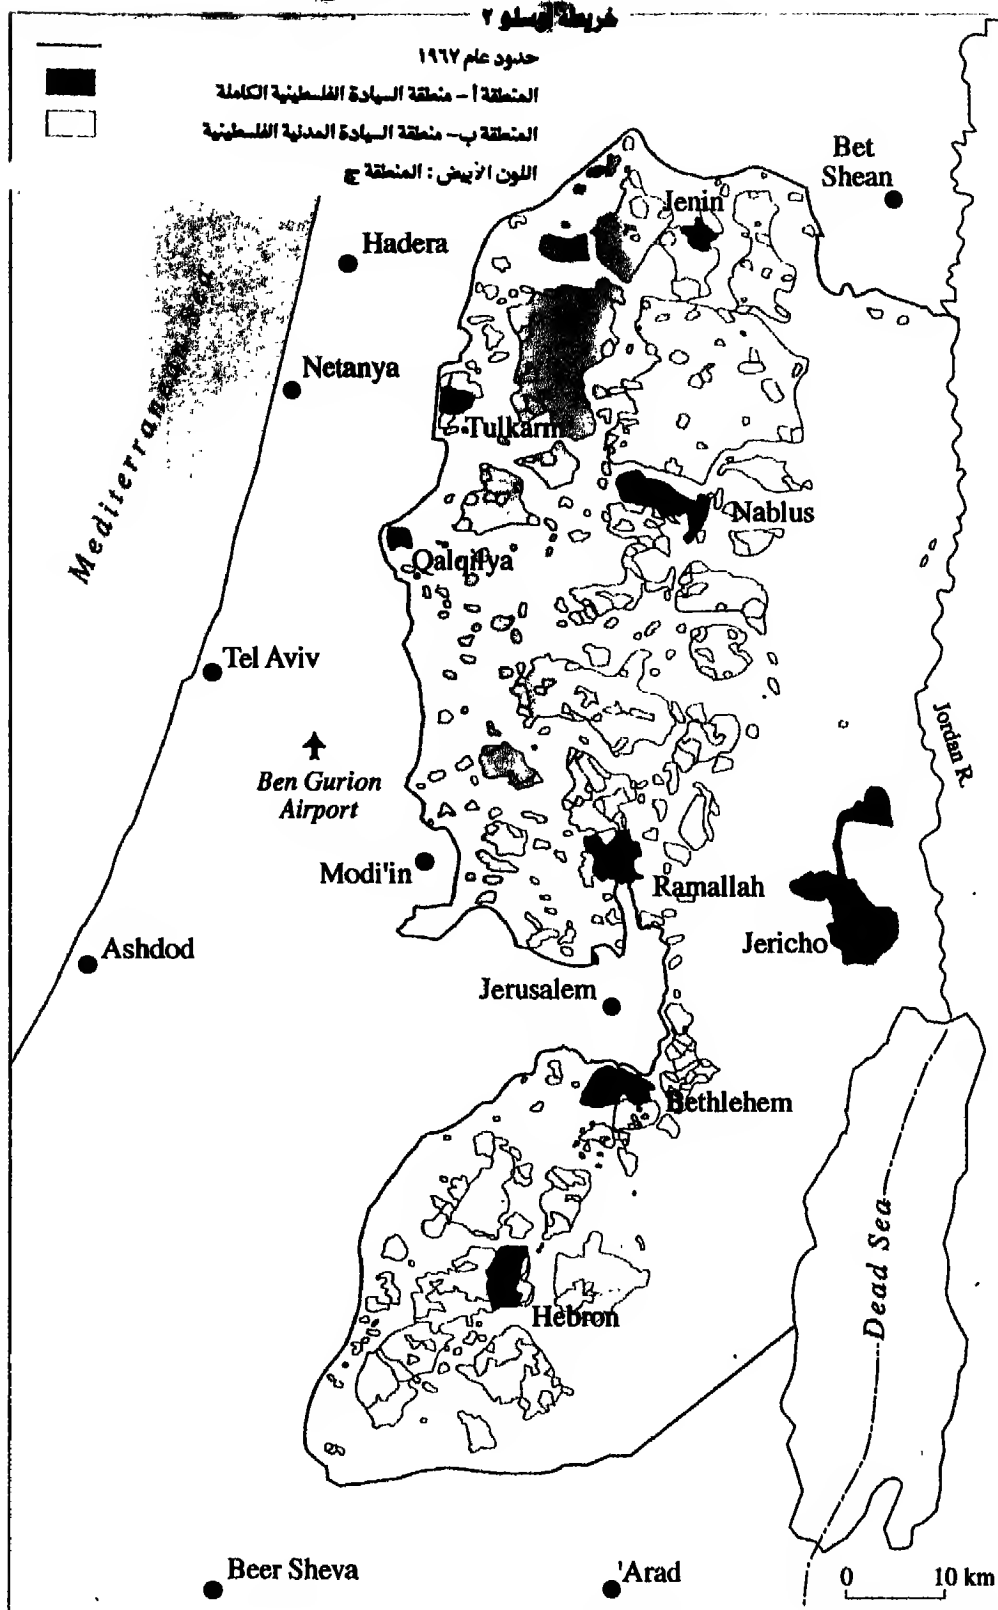 خريطة أوسلو ٢
حدود عام ١٩٦٧
المنطقة أ – منطقة السيادة الفلسطينية الكاملة
المنطقة ب – منطقة السيادة المدنية الفلسطينية
اللون الأبيض : المنطقة ج
Bet
Shean
Jenin
Hadera
Netanya
Mediterranean Sea
Tulkarm
Nablus
Qalqilya
Tel Aviv
Jordan R.
Ben Gurion
Airport
Modi'in
Ramallah
Jericho
Ashdod
Jerusalem
Bethlehem
Dead Sea
Hebron
Beer Sheva
'Arad
0 10 km